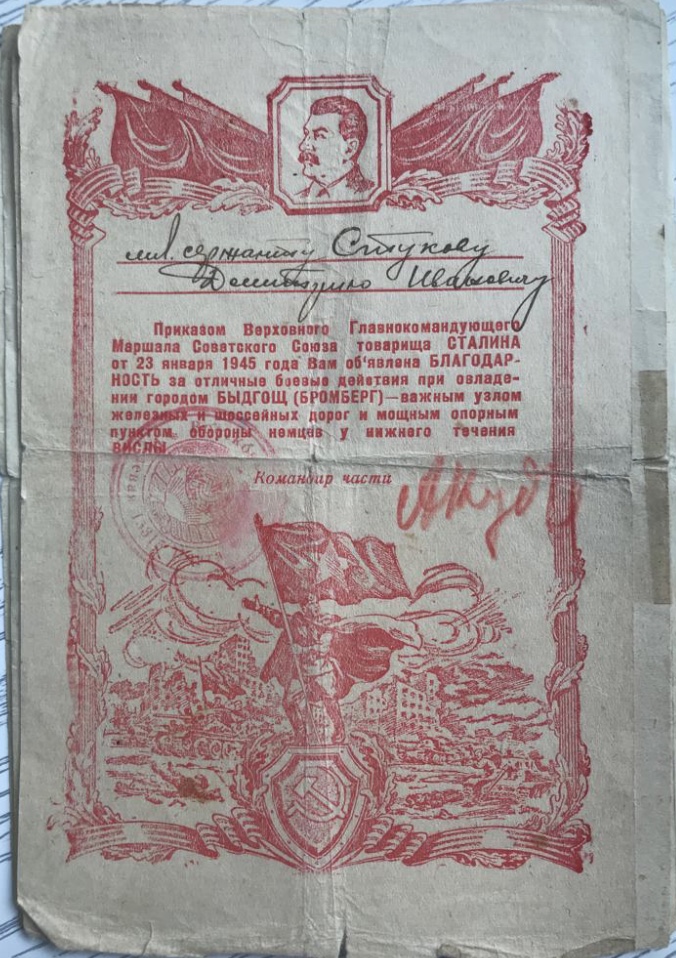 мл. сержанту Стукову
Дмитрию Ивановичу
Приказом Верховного Главнокомандующего
Маршала Советского Союза товарища СТАЛИНА
от 23 января 1945 года Вам об'явлена БЛАГОДАР-
НОСТЬ за отличные боевые действия при овладе-
нии городом БЫДГОЩ (БРОМБЕРГ)—важным узлом
железных и шоссейных дорог и мощным опорным
пунктом обороны немцев у нижнего течения
ВИСЛЫ
Командир части